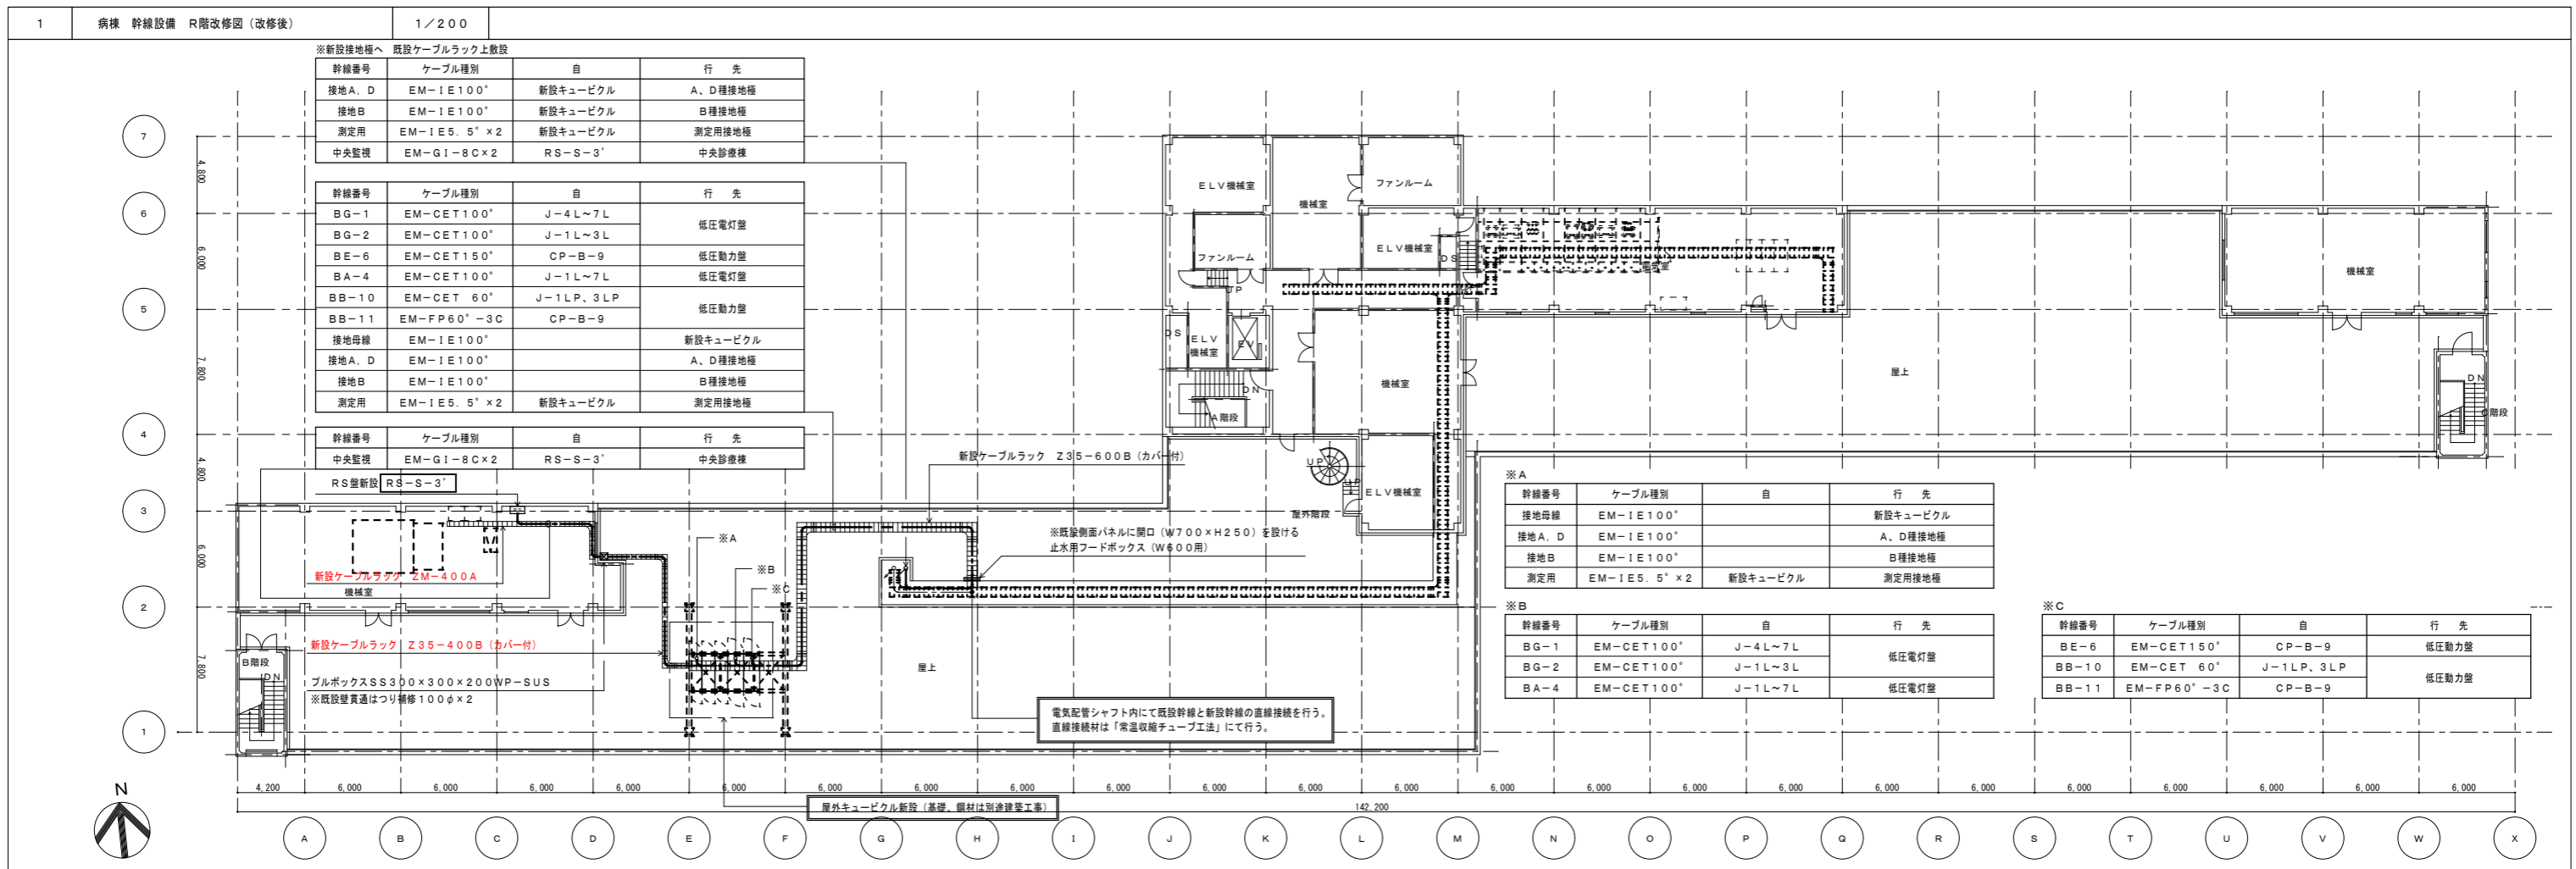 1 病棟 幹線設備 R階改修図(改修後) 1/200
※新設接地極へ 既設ケーブルラック上敷設
幹線番号 ケーブル種別 自 行 先
接地A.D EM-IE100° 新設キュービクル A、D種接地極
接地B EM-IE100° 新設キュービクル B種接地極
測定用 EM-IE5.5°×2 新設キュービクル 測定用接地極
中央監視 EM-GI-8C×2 RS-S-3' 中央診療棟
幹線番号 ケーブル種別 自 行 先
BG-1 EM-CET100° J-4L~7L 低圧電灯盤
BG-2 EM-CET100° J-1L~3L
BE-6 EM-CET150° CP-B-9 低圧動力盤
BA-4 EM-CET100° J-1L~7L 低圧電灯盤
BB-10 EM-CET 60° J-1LP、3LP 低圧動力盤
BB-11 EM-FP60°-3C CP-B-9
接地母線 EM-IE100° 新設キュービクル
接地A.D EM-IE100° A、D種接地極
接地B EM-IE100° B種接地極
測定用 EM-IE5.5°×2 新設キュービクル 測定用接地極
幹線番号 ケーブル種別 自 行 先
中央監視 EM-GI-8C×2 RS-S-3' 中央診療棟
RS盤新設 RS-S-3'
新設ケーブルラック ZM-400A
機械室
新設ケーブルラック Z35-400B(カバー付)
B階段
DN
プルボックスSS300×300×200WP-SUS
※既設壁貫通はつり補修100φ×2
※A
※B
※C
新設ケーブルラック Z35-600B(カバー付)
※既設側面パネルに開口(W700×H250)を設ける
止水用フードボックス(W600用)
屋上
電気配管シャフト内にて既設幹線と新設幹線の直線接続を行う。
直線接続材は「常温収縮チューブ工法」にて行う。
屋外キュービクル新設(基礎、鋼材は別途建築工事)
ELV機械室
機械室
ファンルーム
ELV機械室
DS
ファンルーム
UP
DS
ELV
機械室
EV
DN
A階段
機械室
UP
UP
ELV機械室
屋外階段
電気室
屋上
機械室
DN
C階段
※A
幹線番号 ケーブル種別 自 行 先
接地母線 EM-IE100° 新設キュービクル
接地A.D EM-IE100° A、D種接地極
接地B EM-IE100° B種接地極
測定用 EM-IE5.5°×2 新設キュービクル 測定用接地極
※B
幹線番号 ケーブル種別 自 行 先
BG-1 EM-CET100° J-4L~7L 低圧電灯盤
BG-2 EM-CET100° J-1L~3L
BA-4 EM-CET100° J-1L~7L 低圧電灯盤
※C
幹線番号 ケーブル種別 自 行 先
BE-6 EM-CET150° CP-B-9 低圧動力盤
BB-10 EM-CET 60° J-1LP、3LP 低圧動力盤
BB-11 EM-FP60°-3C CP-B-9
7
4,800
6
6,000
5
7,800
4
4,800
3
6,000
2
7,800
1
4,200 6,000 6,000 6,000 6,000 6,000 6,000 6,000 6,000 6,000 6,000 6,000 6,000 6,000 6,000 6,000 6,000 6,000 6,000 6,000 6,000 6,000 6,000 6,000
142,200
N
A B C D E F G H I J K L M N O P Q R S T U V W X